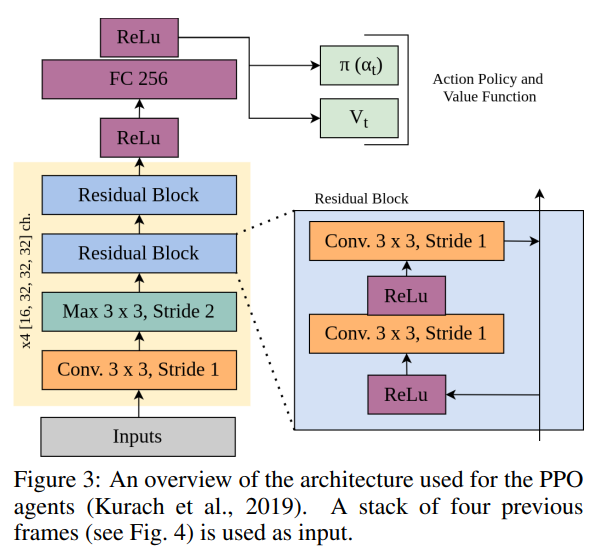 ReLu
FC 256
π (αt)
Vt
Action Policy and
Value Function
ReLu
x4 [16, 32, 32, 32] ch.
Residual Block
Residual Block
Max 3 x 3, Stride 2
Conv. 3 x 3, Stride 1
Inputs
Residual Block
Conv. 3 x 3, Stride 1
ReLu
Conv. 3 x 3, Stride 1
ReLu
Figure 3: An overview of the architecture used for the PPO
agents (Kurach et al., 2019). A stack of four previous
frames (see Fig. 4) is used as input.